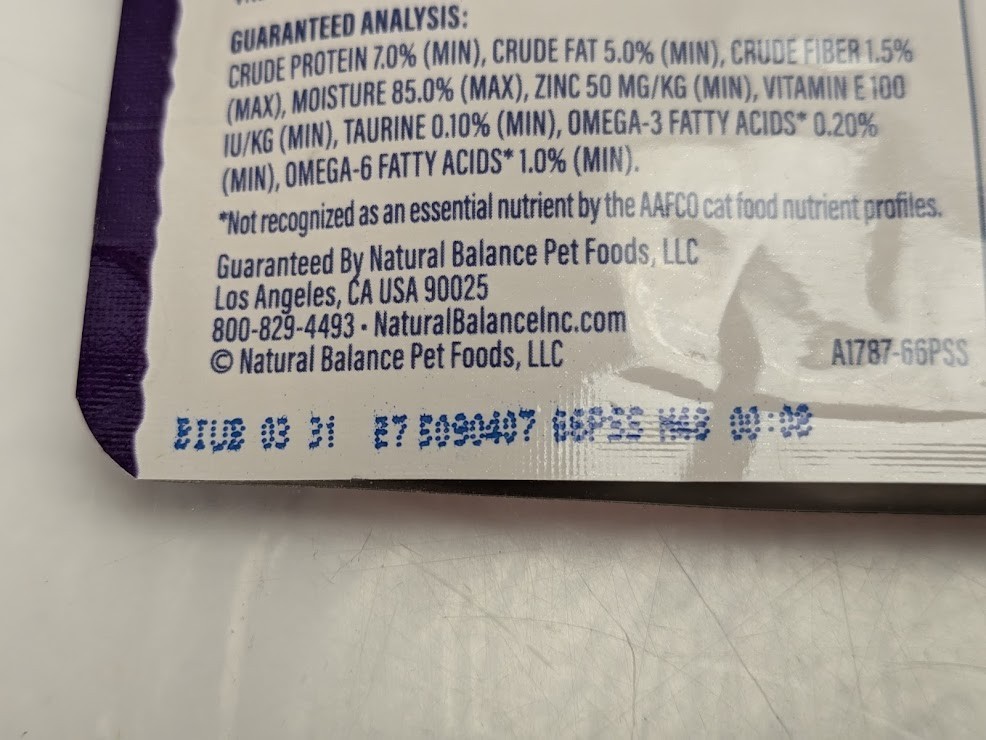 GUARANTEED ANALYSIS:
CRUDE PROTEIN 7.0% (MIN), CRUDE FAT 5.0% (MIN), CRUDE FIBER 1.5%
(MAX), MOISTURE 85.0% (MAX), ZINC 50 MG/KG (MIN), VITAMIN E 100
IU/KG (MIN), TAURINE 0.10% (MIN), OMEGA-3 FATTY ACIDS* 0.20%
(MIN), OMEGA-6 FATTY ACIDS* 1.0% (MIN).
*Not recognized as an essential nutrient by the AAFCO cat food nutrient profiles.
Guaranteed By Natural Balance Pet Foods, LLC
Los Angeles, CA USA 90025
800-829-4493 • NaturalBalanceInc.com
© Natural Balance Pet Foods, LLC
A1787-66PSS
03 31